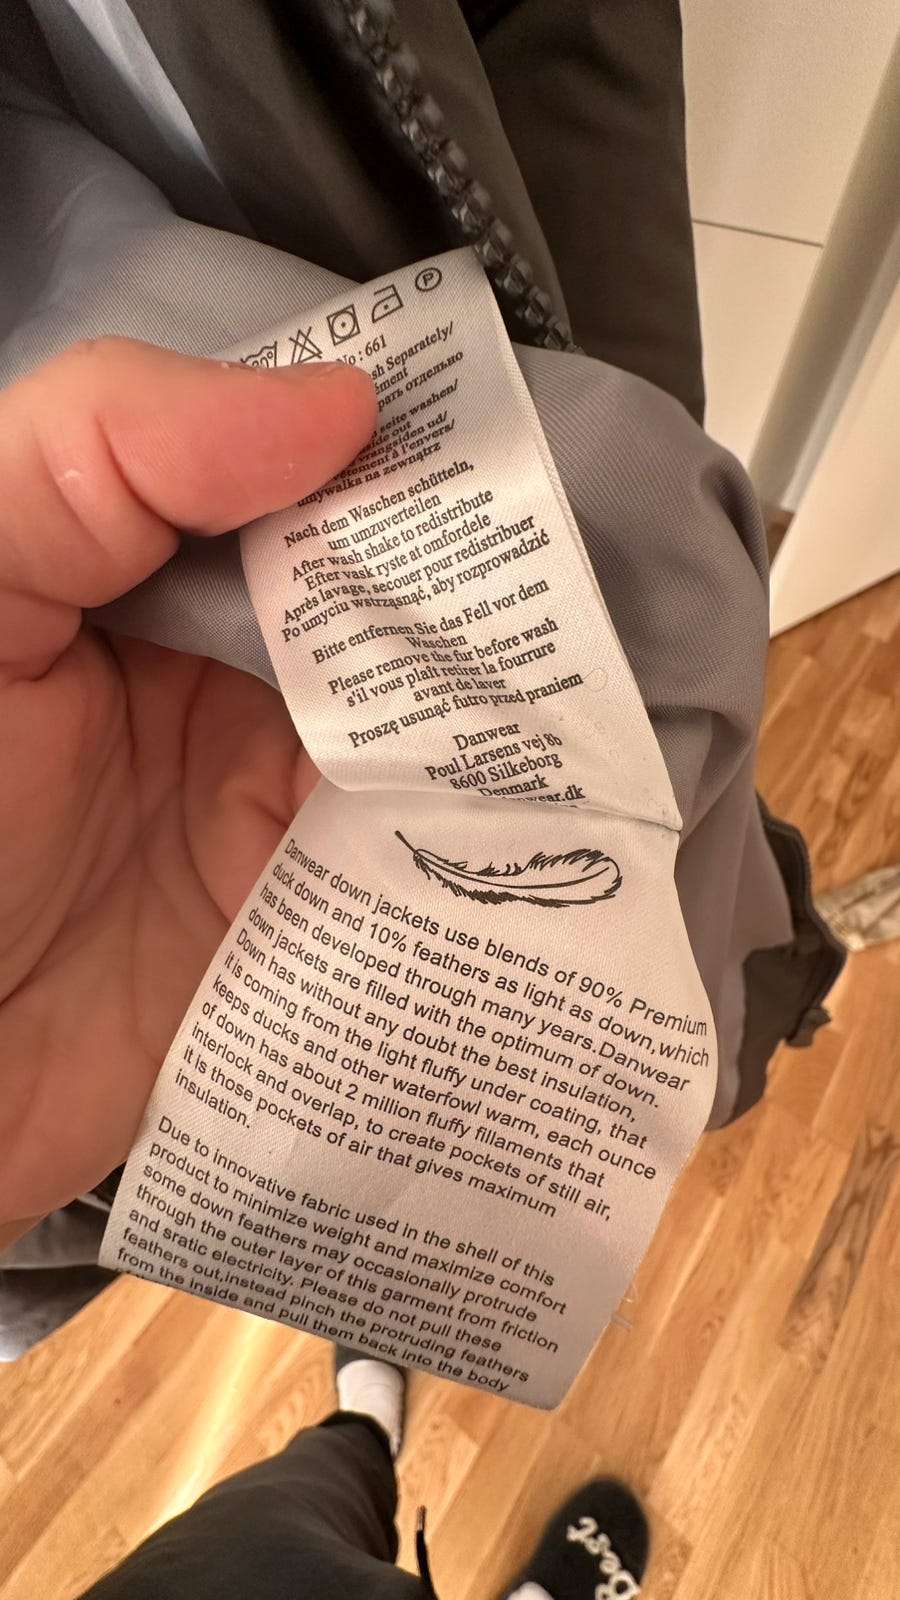 30°
P
No : 661
sh Separately/
ément
рать отдельно
seite washen/
side out
vrangsiden ud/
vêtement à l'envers/
umywalka na zewnątrz
Nach dem Waschen schütteln,
um umzuverteilen
After wash shake to redistribute
Efter vask ryste at omfordele
Après lavage, secouer pour redistribuer
Po umyciu wstrząsnąć, aby rozprowadzić
Bitte entfernen Sie das Fell vor dem
Waschen
Please remove the fur before wash
s'il vous plaît retirer la fourrure
avant de laver
Proszę usunąć futro przed praniem
Danwear
Poul Larsens vej 8b
8600 Silkeborg
Denmark
nwear.dk
Danwear down jackets use blends of 90% Premium
duck down and 10% feathers as light as down,which
has been developed through many years.Danwear
down jackets are filled with the optimum of down.
Down has without any doubt the best insulation,
it is coming from the light fluffy under coating, that
keeps ducks and other waterfowl warm, each ounce
of down has about 2 million fluffy fillaments that
interlock and overlap, to create pockets of still air,
it is those pockets of air that gives maximum
insulation.
Due to innovative fabric used in the shell of this
product to minimize weight and maximize comfort
some down feathers may occasionally protrude
through the outer layer of this garment from friction
and sratic electricity. Please do not pull these
feathers out,instead pinch the protruding feathers
from the inside and pull them back into the body
Best